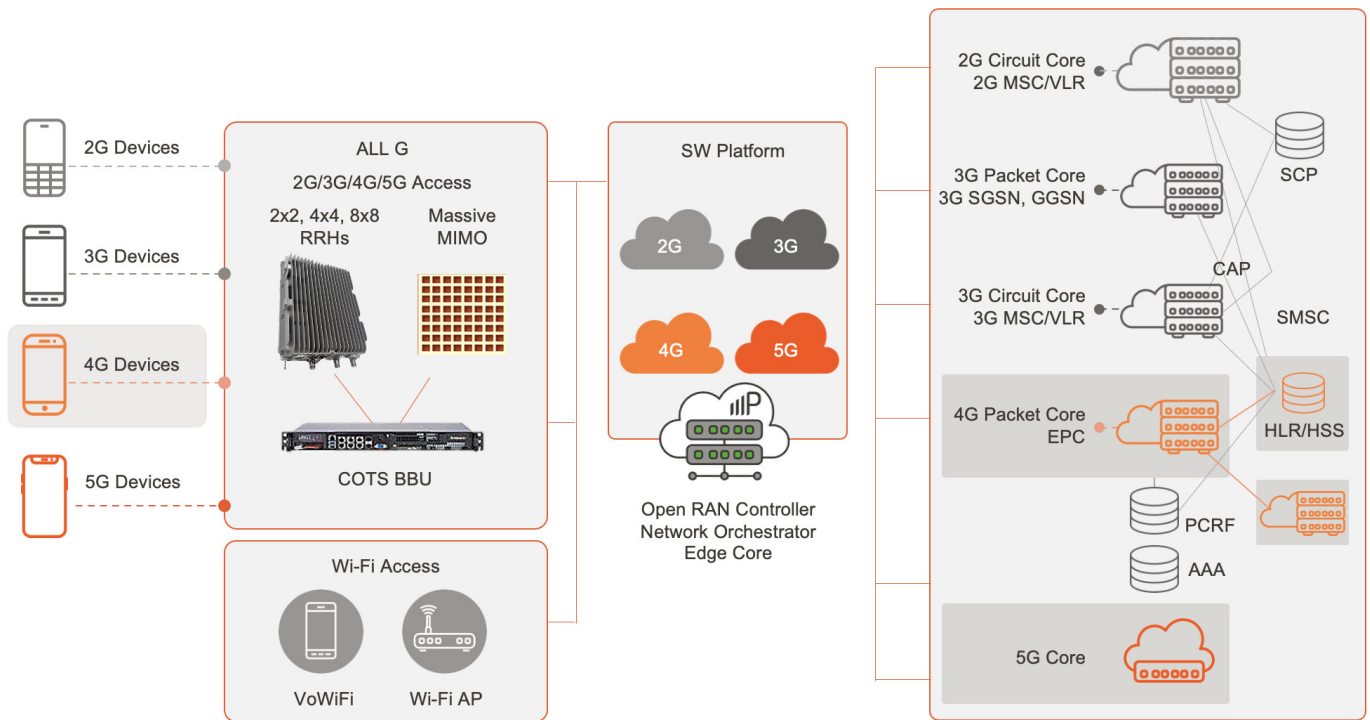 2G Devices
3G Devices
4G Devices
5G Devices
ALL G
2G/3G/4G/5G Access
2x2, 4x4, 8x8
RRHs
Massive
MIMO
COTS BBU
Wi-Fi Access
VoWiFi
Wi-Fi AP
SW Platform
2G
3G
4G
5G
P
Open RAN Controller
Network Orchestrator
Edge Core
2G Circuit Core
2G MSC/VLR
SCP
3G Packet Core
3G SGSN, GGSN
CAP
3G Circuit Core
3G MSC/VLR
SMSC
4G Packet Core
EPC
HLR/HSS
PCRF
AAA
5G Core